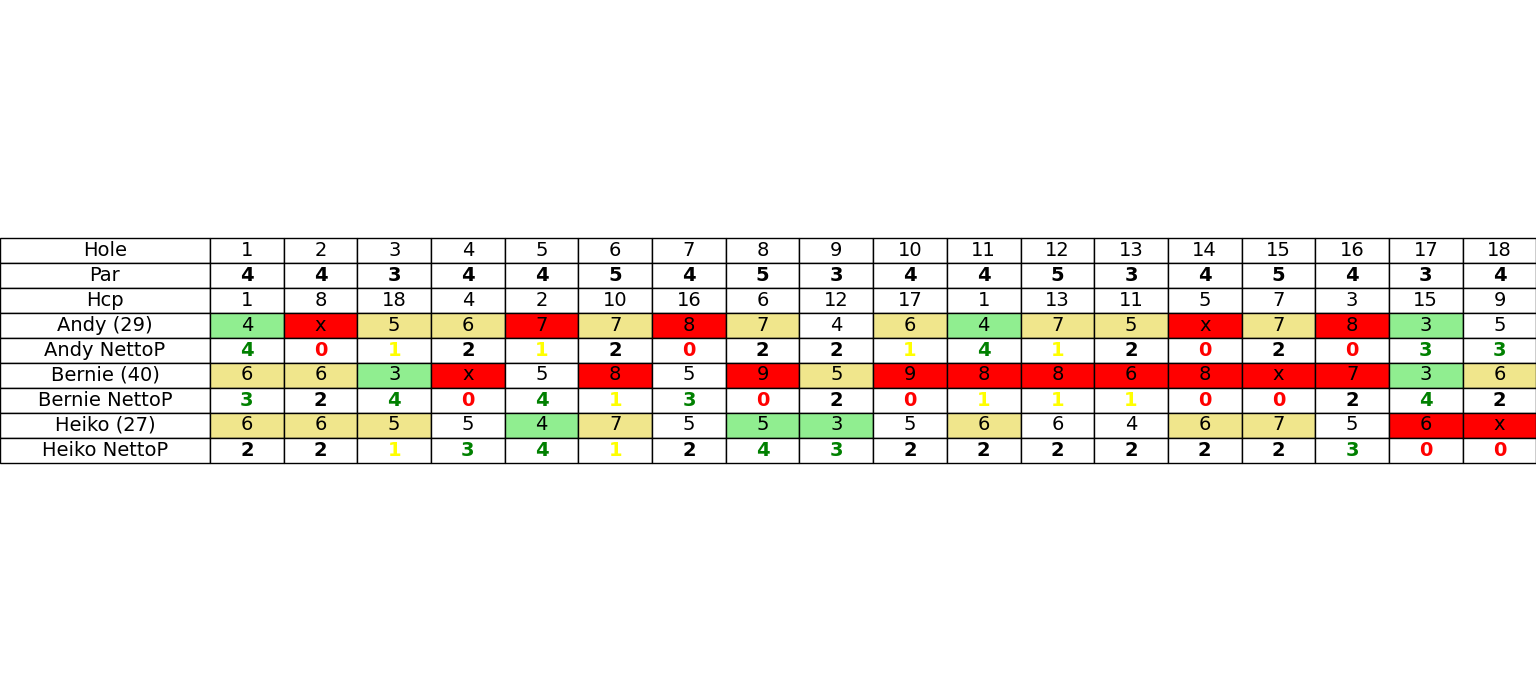 Hole 1 2 3 4 5 6 7 8 9 10 11 12 13 14 15 16 17 18
Par 4 4 3 4 4 5 4 5 3 4 4 5 3 4 5 4 3 4
Hcp 1 8 18 4 2 10 16 6 12 17 1 13 11 5 7 3 15 9
Andy (29) 4 x 5 6 7 7 8 7 4 6 4 7 5 x 7 8 3 5
Andy NettoP 4 0 1 2 1 2 0 2 2 1 4 1 2 0 2 0 3 3
Bernie (40) 6 6 3 x 5 8 5 9 5 9 8 8 6 8 x 7 3 6
Bernie NettoP 3 2 4 0 4 1 3 0 2 0 1 1 1 0 0 2 4 2
Heiko (27) 6 6 5 5 4 7 5 5 3 5 6 6 4 6 7 5 6 x
Heiko NettoP 2 2 1 3 4 1 2 4 3 2 2 2 2 2 2 3 0 0